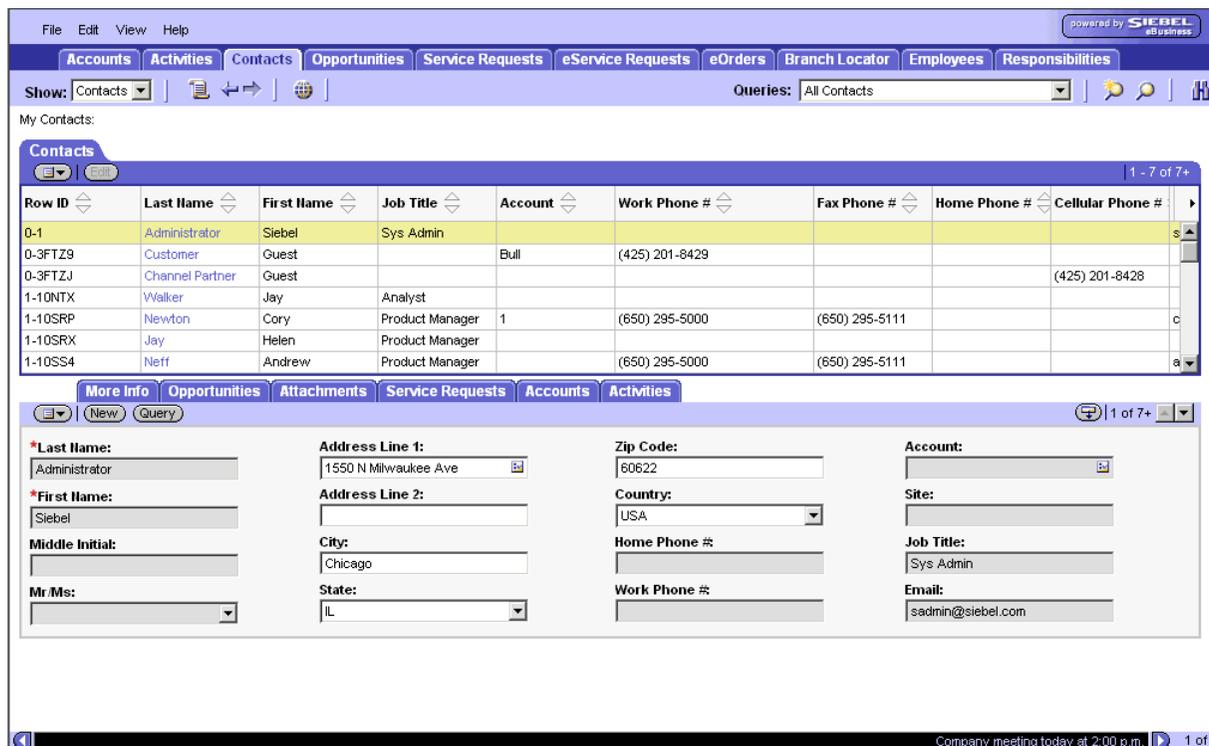 File Edit View Help
powered by SIEBEL eBusiness
Accounts Activities Contacts Opportunities Service Requests eService Requests eOrders Branch Locator Employees Responsibilities
Show: Contacts Queries: All Contacts
My Contacts:
Contacts
Edit 1 - 7 of 7+
Row ID Last Name First Name Job Title Account Work Phone # Fax Phone # Home Phone # Cellular Phone #
0-1 Administrator Siebel Sys Admin s
0-3FTZ9 Customer Guest Bull (425) 201-8429
0-3FTZJ Channel Partner Guest (425) 201-8428
1-10NTX Walker Jay Analyst
1-10SRP Newton Cory Product Manager 1 (650) 295-5000 (650) 295-5111 c
1-10SRX Jay Helen Product Manager
1-10SS4 Neff Andrew Product Manager (650) 295-5000 (650) 295-5111 a
More Info Opportunities Attachments Service Requests Accounts Activities
New Query 1 of 7+
*Last Name: Address Line 1: Zip Code: Account:
Administrator 1550 N Milwaukee Ave 60622
*First Name: Address Line 2: Country: Site:
Siebel USA
Middle Initial: City: Home Phone #: Job Title:
Chicago Sys Admin
Mr/Ms: State: Work Phone #: Email:
IL sadmin@siebel.com
Company meeting today at 2:00 p.m. 1 of